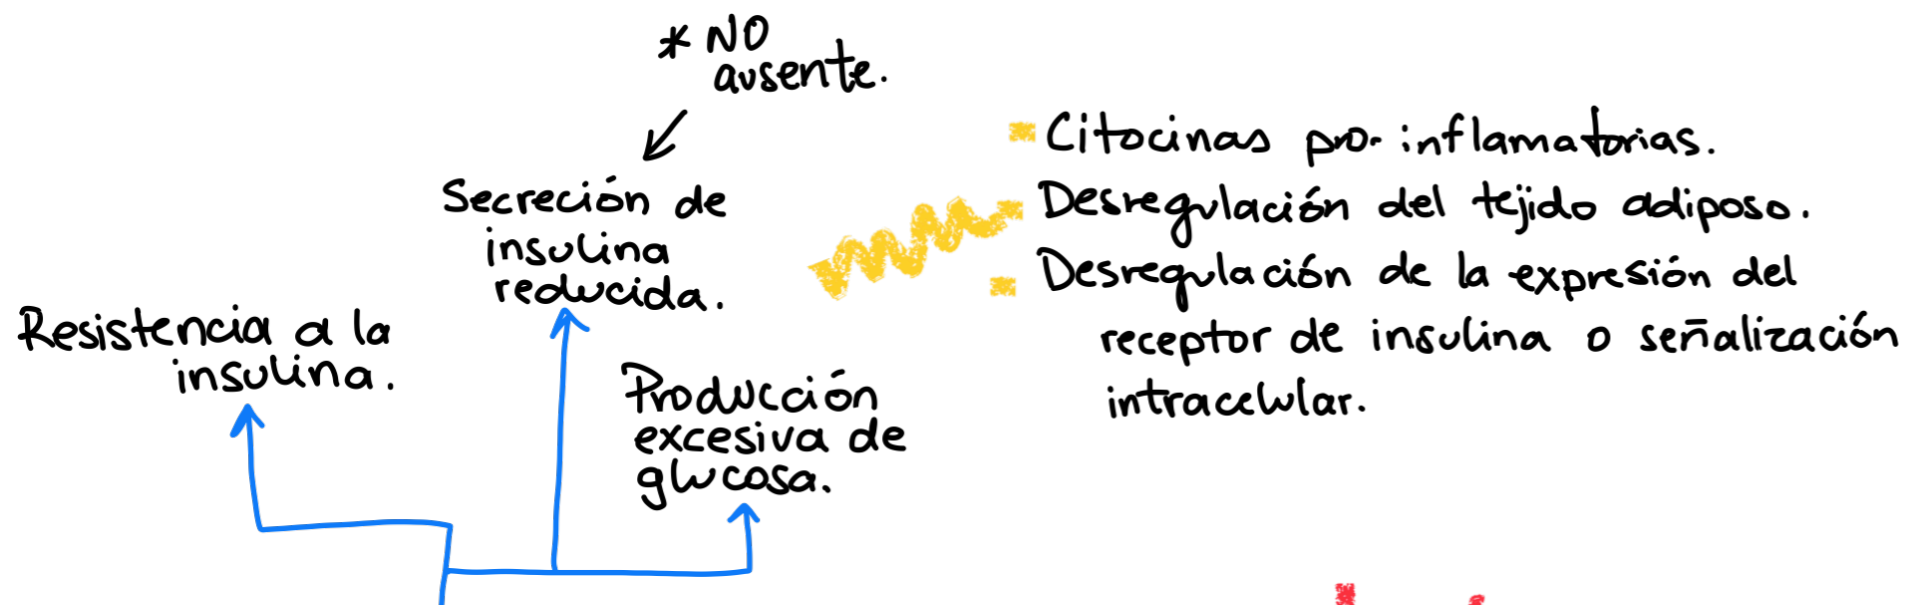 * NO
ausente.
Secreción de
insulina
reducida.
Resistencia a la
insulina.
Producción
excesiva de
glucosa.
Citocinas pro-inflamatorias.
Desregulación del tejido adiposo.
Desregulación de la expresión del
receptor de insulina o señalización
intracelular.